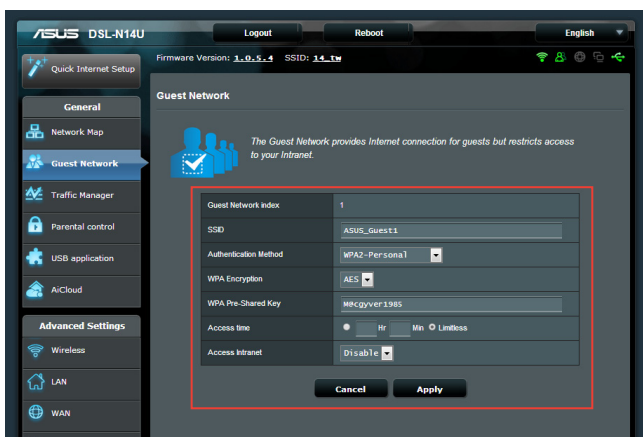 ASUS DSL-N14U Logout Reboot English
Quick Internet Setup
Firmware Version: 1.0.5.4 SSID: 14_tw
General
Network Map
Guest Network
Traffic Manager
Parental control
USB application
AiCloud
Advanced Settings
Wireless
LAN
WAN
Guest Network
The Guest Network provides Internet connection for guests but restricts access
to your Intranet.
Guest Network index 1
SSID ASUS_Guest1
Authentication Method WPA2-Personal
WPA Encryption AES
WPA Pre-Shared Key M@cgyver1985
Access time Hr Min Limitless
Access Intranet Disable
Cancel Apply